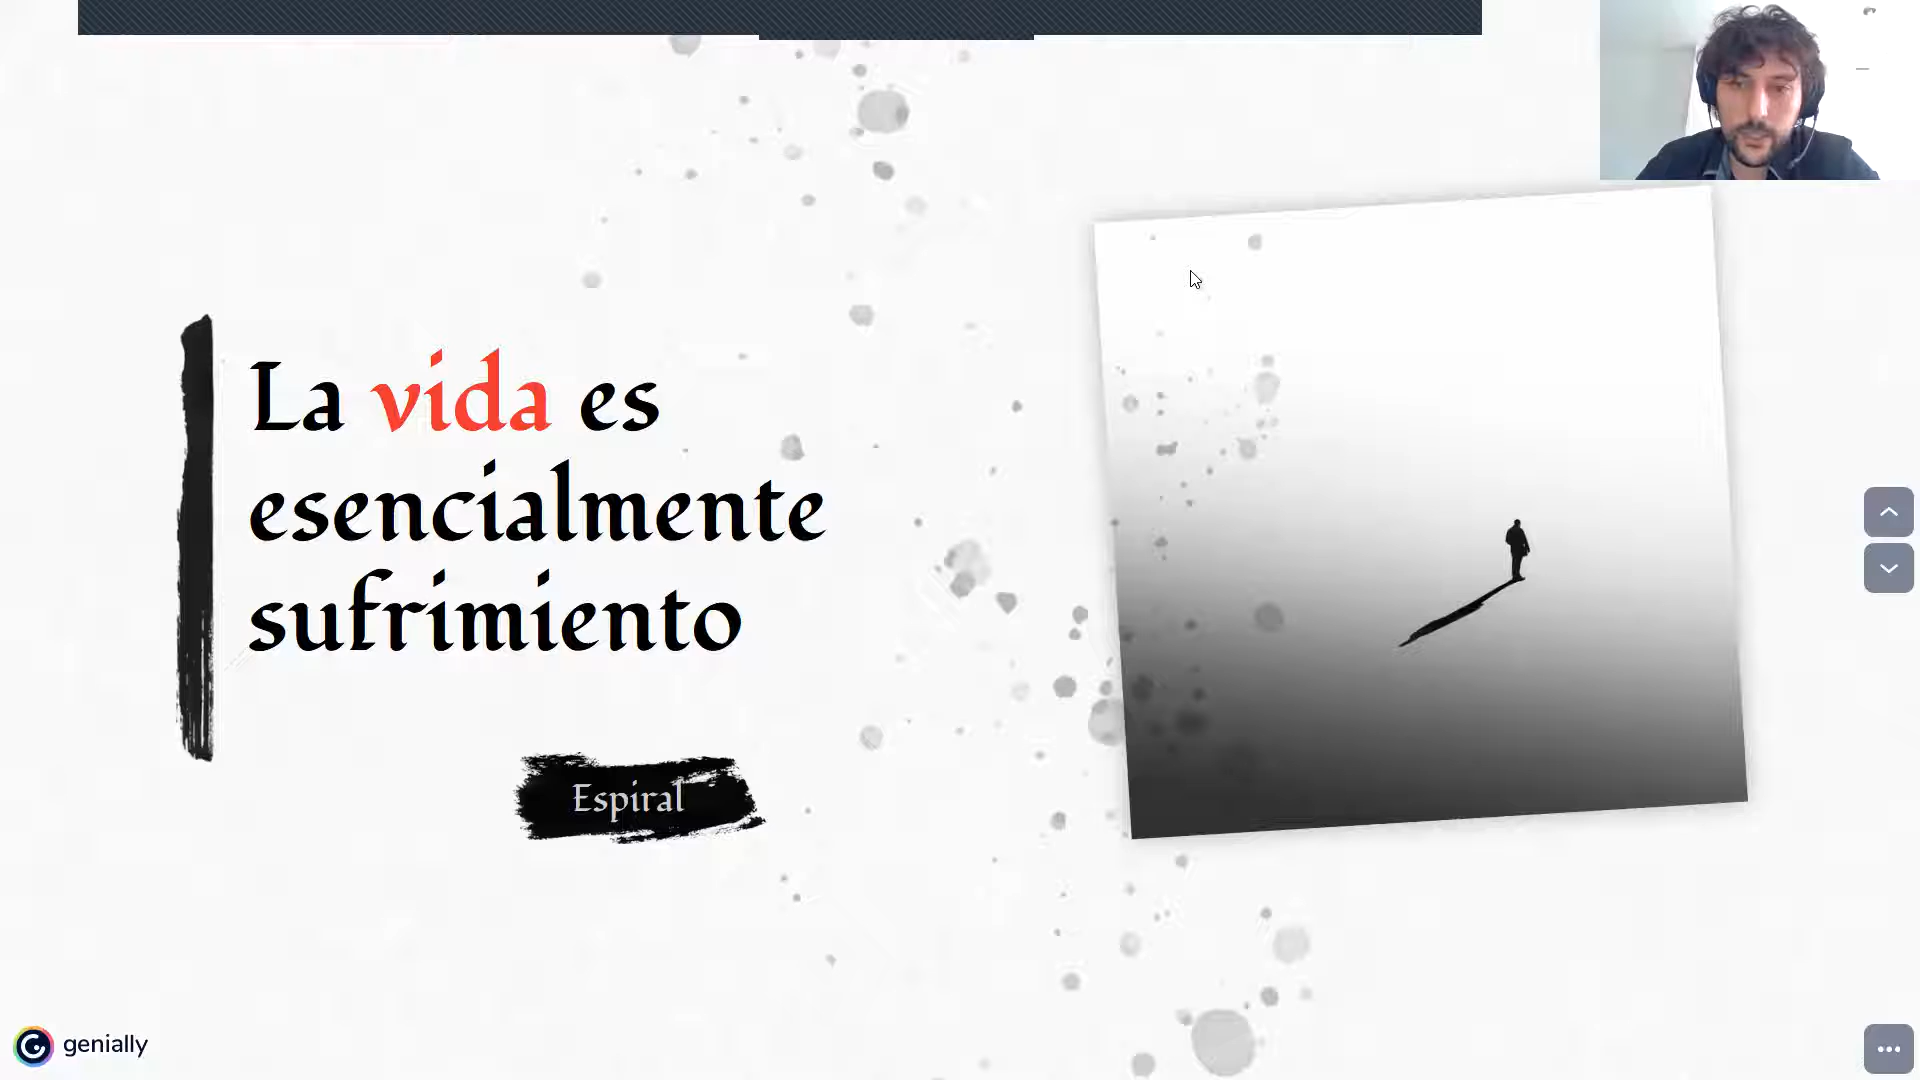 La vida es
esencialmente
sufrimiento
Espiral
genially